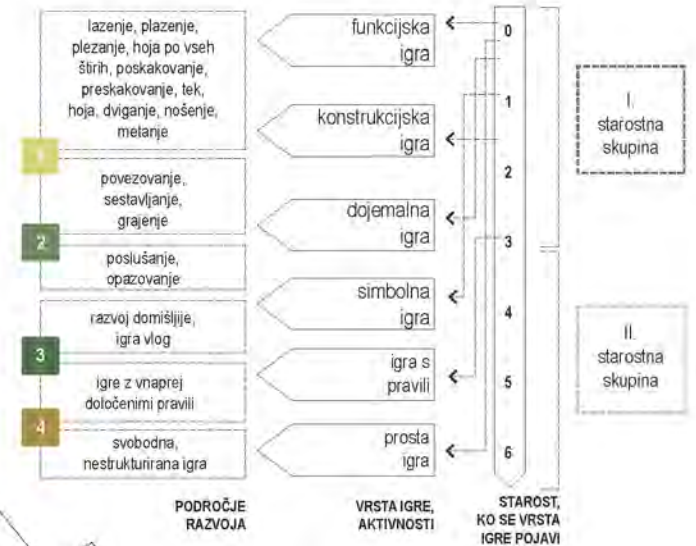 lazenje, plazenje,
plezanje, hoja po vseh
štirih, poskakovanje,
preskakovanje, tek,
hoja, dviganje, nošenje,
metanje
1
povezovanje,
sestavljanje,
grajenje
2
poslušanje,
opazovanje
razvoj domišljije,
igra vlog
3
igre z vnaprej
določenimi pravili
4
svobodna,
nestrukturirana igra
PODROČJE
RAZVOJA
funkcijska
igra
konstrukcijska
igra
dojemalna
igra
simbolna
igra
igra s
pravili
prosta
igra
VRSTA IGRE,
AKTIVNOSTI
0
1
2
3
4
5
6
STAROST,
KO SE VRSTA
IGRE POJAVI
I.
starostna
skupina
II.
starostna
skupina